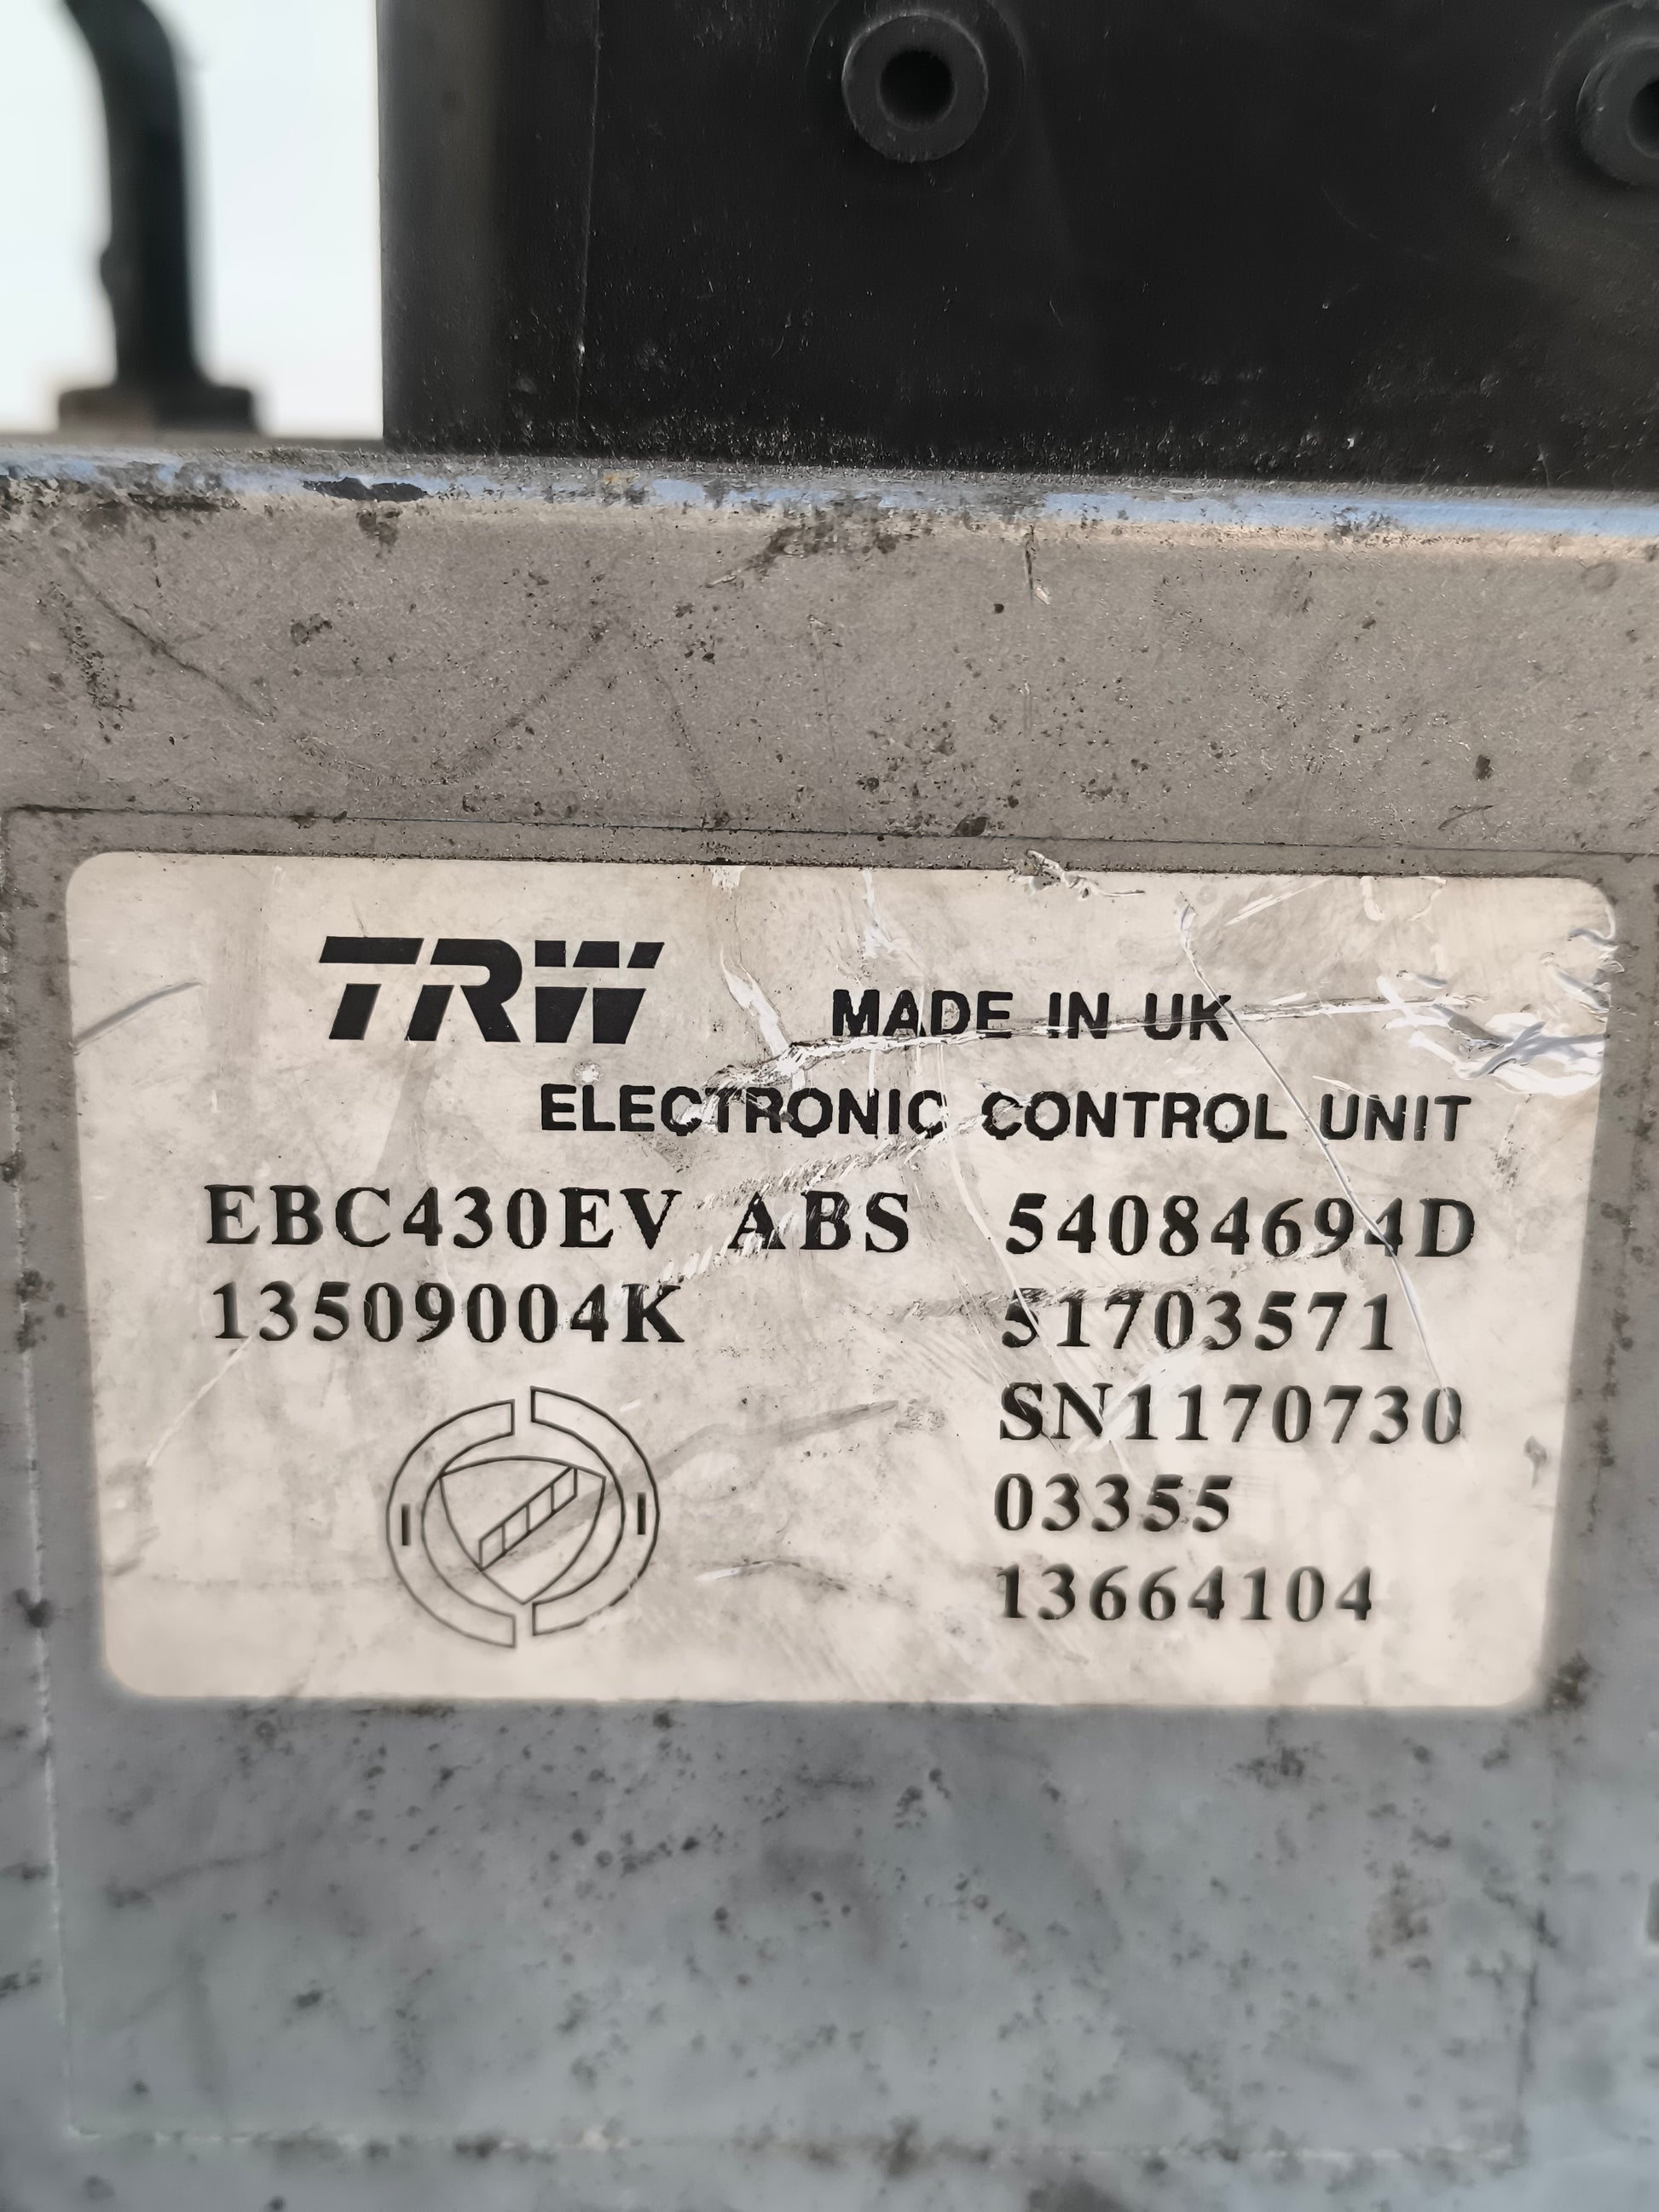 TRW MADE IN UK
ELECTRONIC CONTROL UNIT
EBC430EV ABS 54084694D
13509004K 51703571
SN1170730
03355
13664104